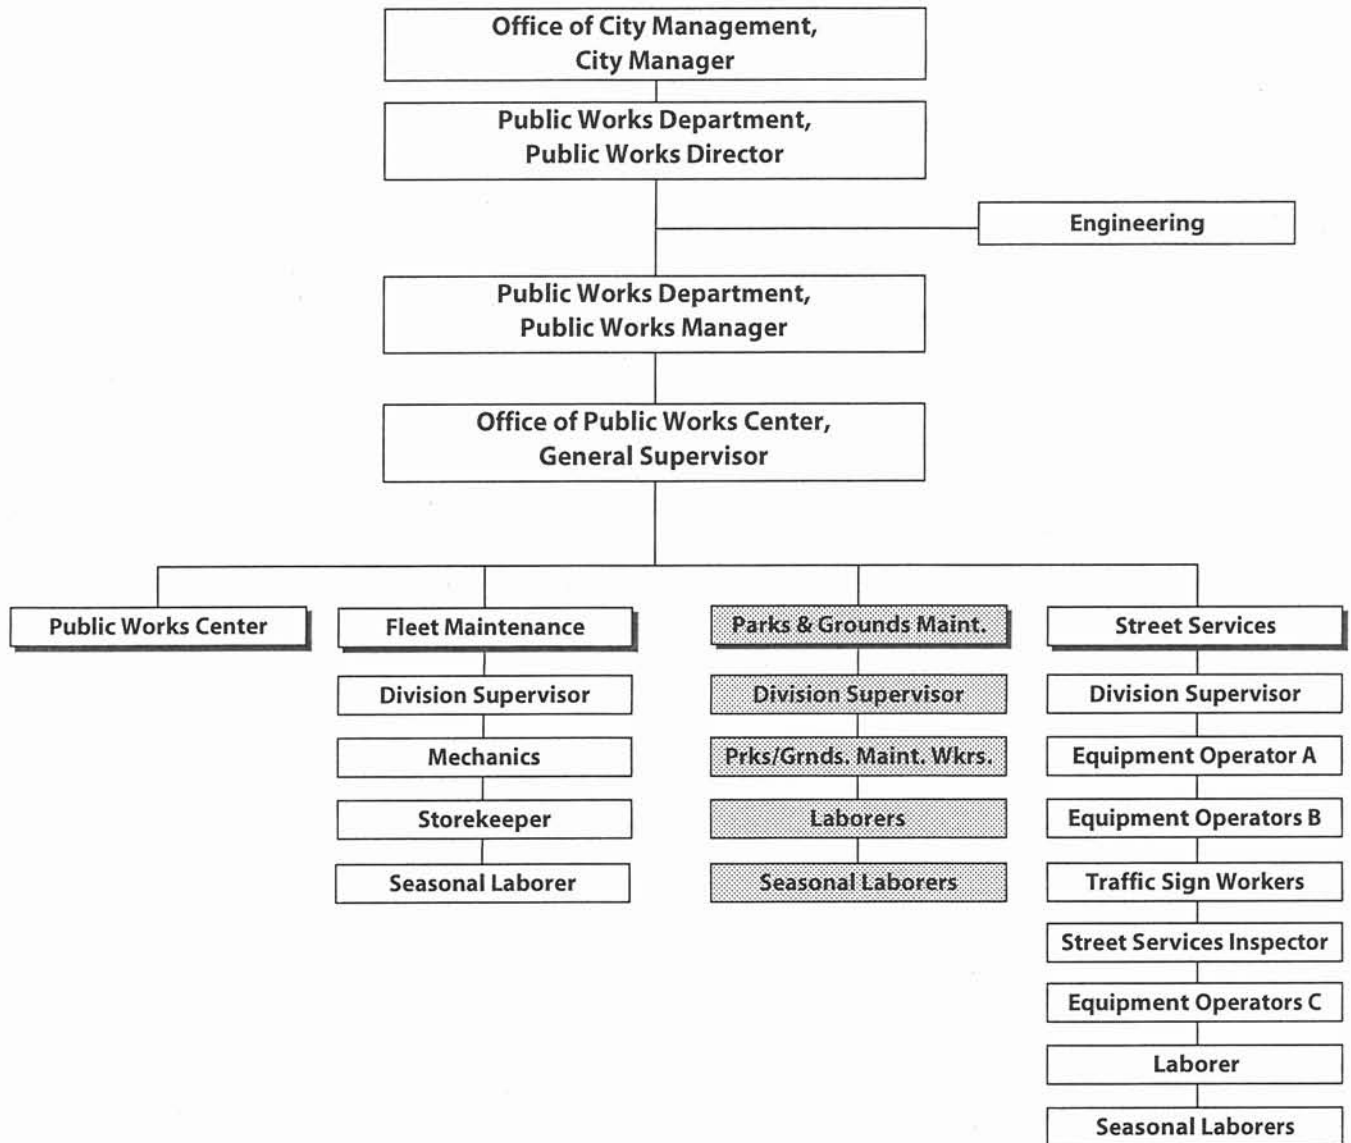 Office of City Management,
City Manager
Public Works Department,
Public Works Director
Engineering
Public Works Department,
Public Works Manager
Office of Public Works Center,
General Supervisor
Public Works Center
Fleet Maintenance
Division Supervisor
Mechanics
Storekeeper
Seasonal Laborer
Parks & Grounds Maint.
Division Supervisor
Prks/Grnds. Maint. Wkrs.
Laborers
Seasonal Laborers
Street Services
Division Supervisor
Equipment Operator A
Equipment Operators B
Traffic Sign Workers
Street Services Inspector
Equipment Operators C
Laborer
Seasonal Laborers